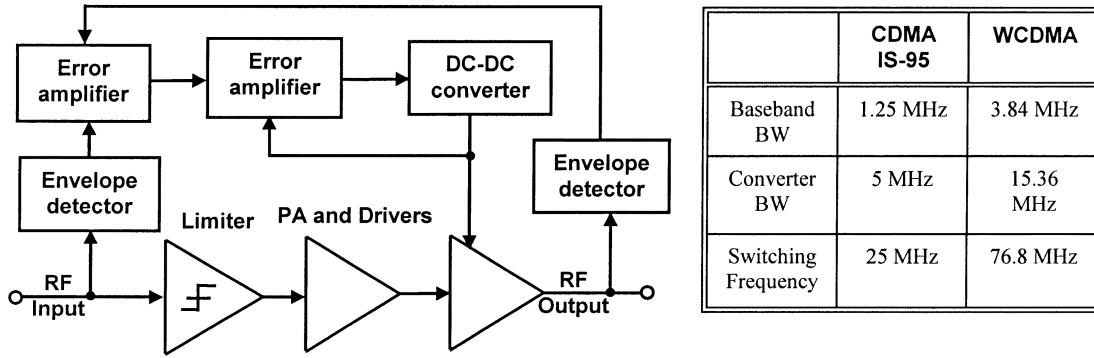 Error
amplifier
Error
amplifier
DC-DC
converter
Envelope
detector
Envelope
detector
Limiter
PA and Drivers
RF
Input
RF
Output
CDMA
IS-95
WCDMA
Baseband
BW
1.25 MHz
3.84 MHz
Converter
BW
5 MHz
15.36
MHz
Switching
Frequency
25 MHz
76.8 MHz